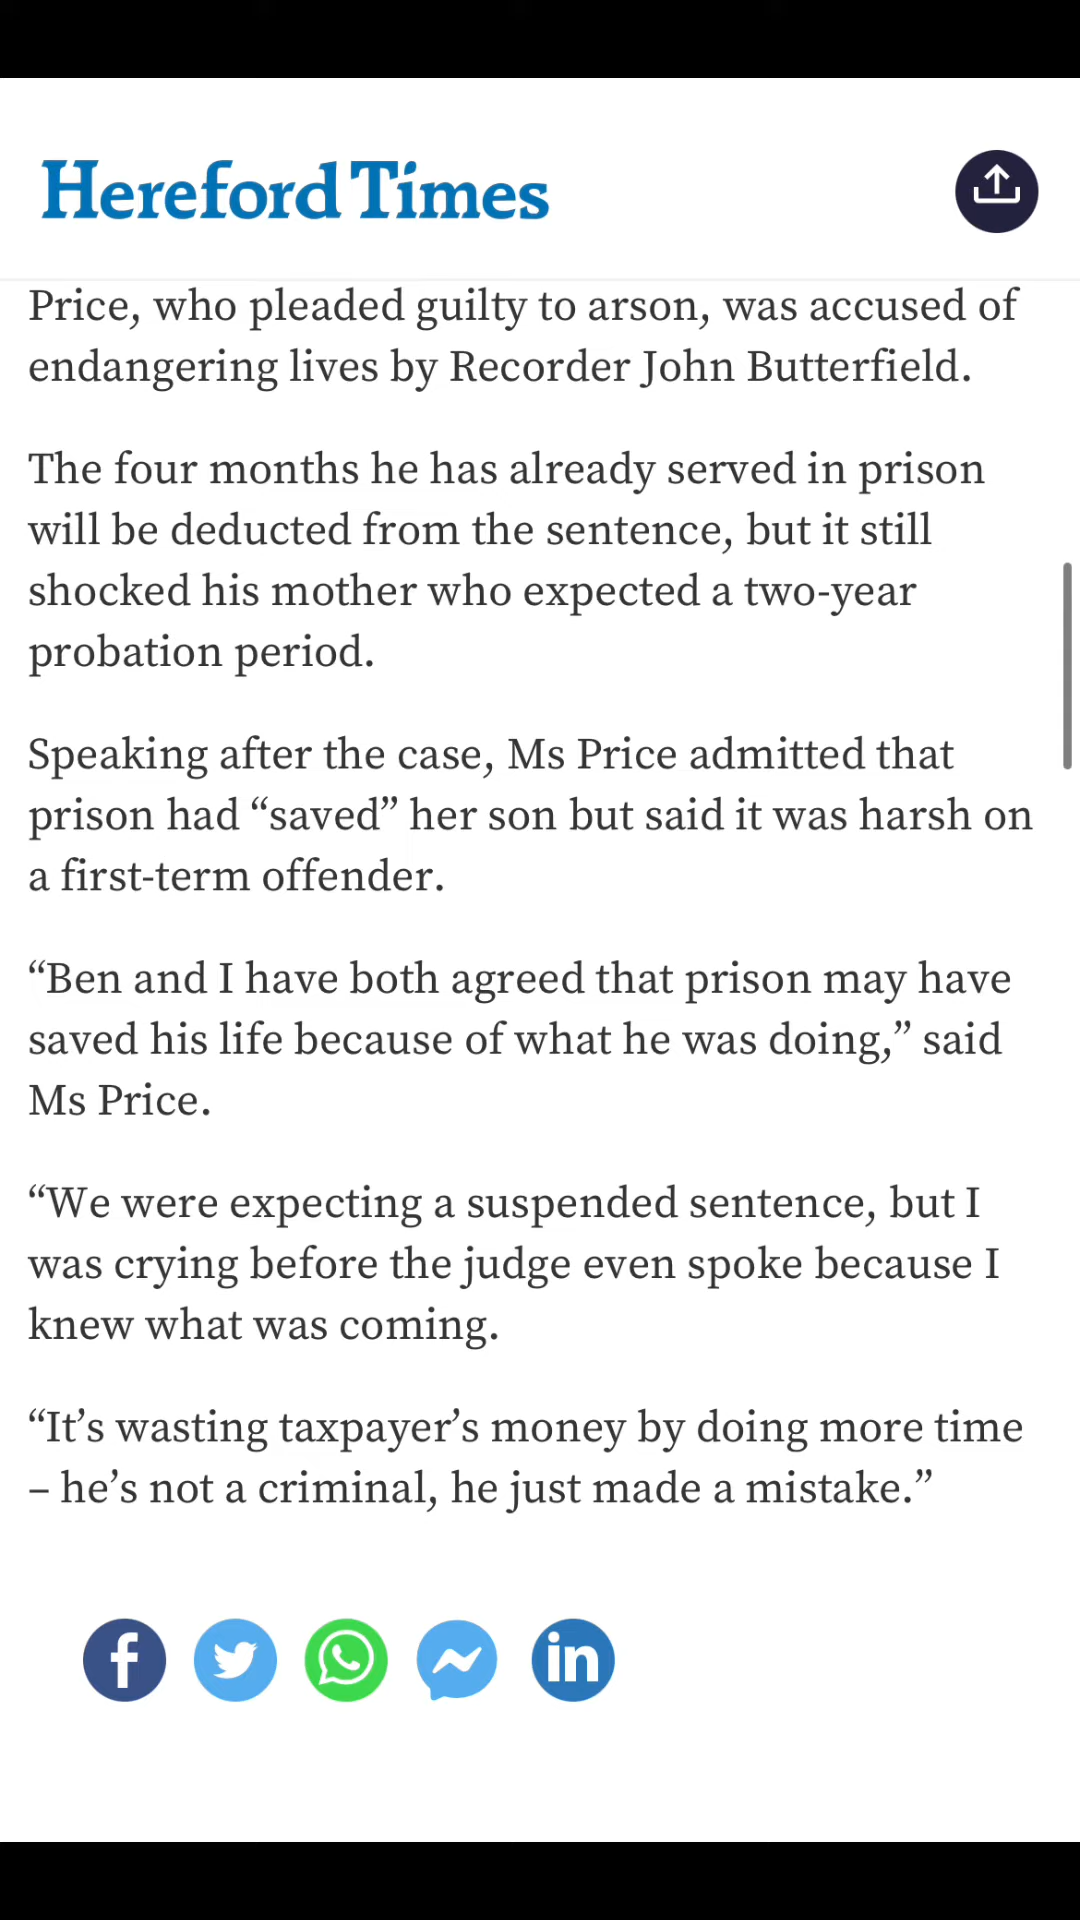 Hereford Times
Price, who pleaded guilty to arson, was accused of
endangering lives by Recorder John Butterfield.
The four months he has already served in prison
will be deducted from the sentence, but it still
shocked his mother who expected a two-year
probation period.
Speaking after the case, Ms Price admitted that
prison had “saved” her son but said it was harsh on
a first-term offender.
“Ben and I have both agreed that prison may have
saved his life because of what he was doing,” said
Ms Price.
“We were expecting a suspended sentence, but I
was crying before the judge even spoke because I
knew what was coming.
“It’s wasting taxpayer’s money by doing more time
– he’s not a criminal, he just made a mistake.”
f
in